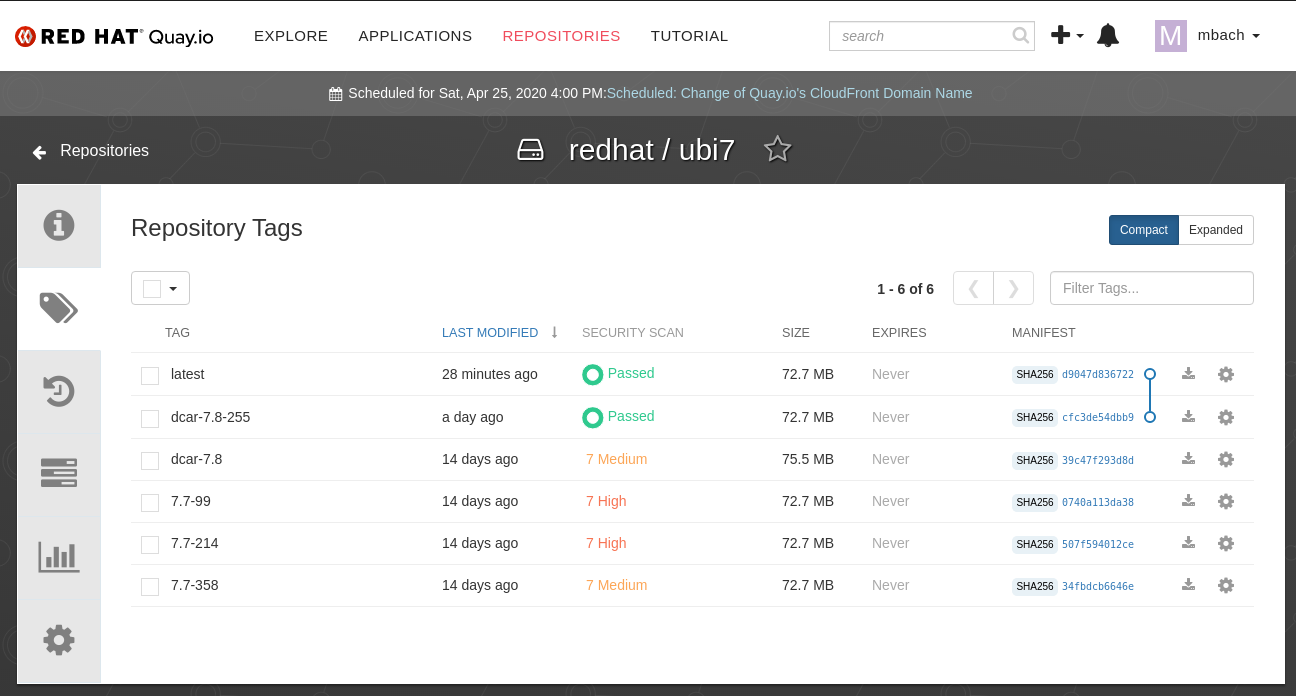 RED HAT® Quay.io EXPLORE APPLICATIONS REPOSITORIES TUTORIAL search M mbach
Scheduled for Sat, Apr 25, 2020 4:00 PM:Scheduled: Change of Quay.io's CloudFront Domain Name
Repositories redhat / ubi7
Repository Tags Compact Expanded
1 - 6 of 6 ❮ ❯ Filter Tags...
TAG LAST MODIFIED ↓ SECURITY SCAN SIZE EXPIRES MANIFEST
latest 28 minutes ago Passed 72.7 MB Never SHA256 d9047d836722
dcar-7.8-255 a day ago Passed 72.7 MB Never SHA256 cfc3de54dbb9
dcar-7.8 14 days ago 7 Medium 75.5 MB Never SHA256 39c47f293d8d
7.7-99 14 days ago 7 High 72.7 MB Never SHA256 0740a113da38
7.7-214 14 days ago 7 High 72.7 MB Never SHA256 507f594012ce
7.7-358 14 days ago 7 Medium 72.7 MB Never SHA256 34fbdcb6646e